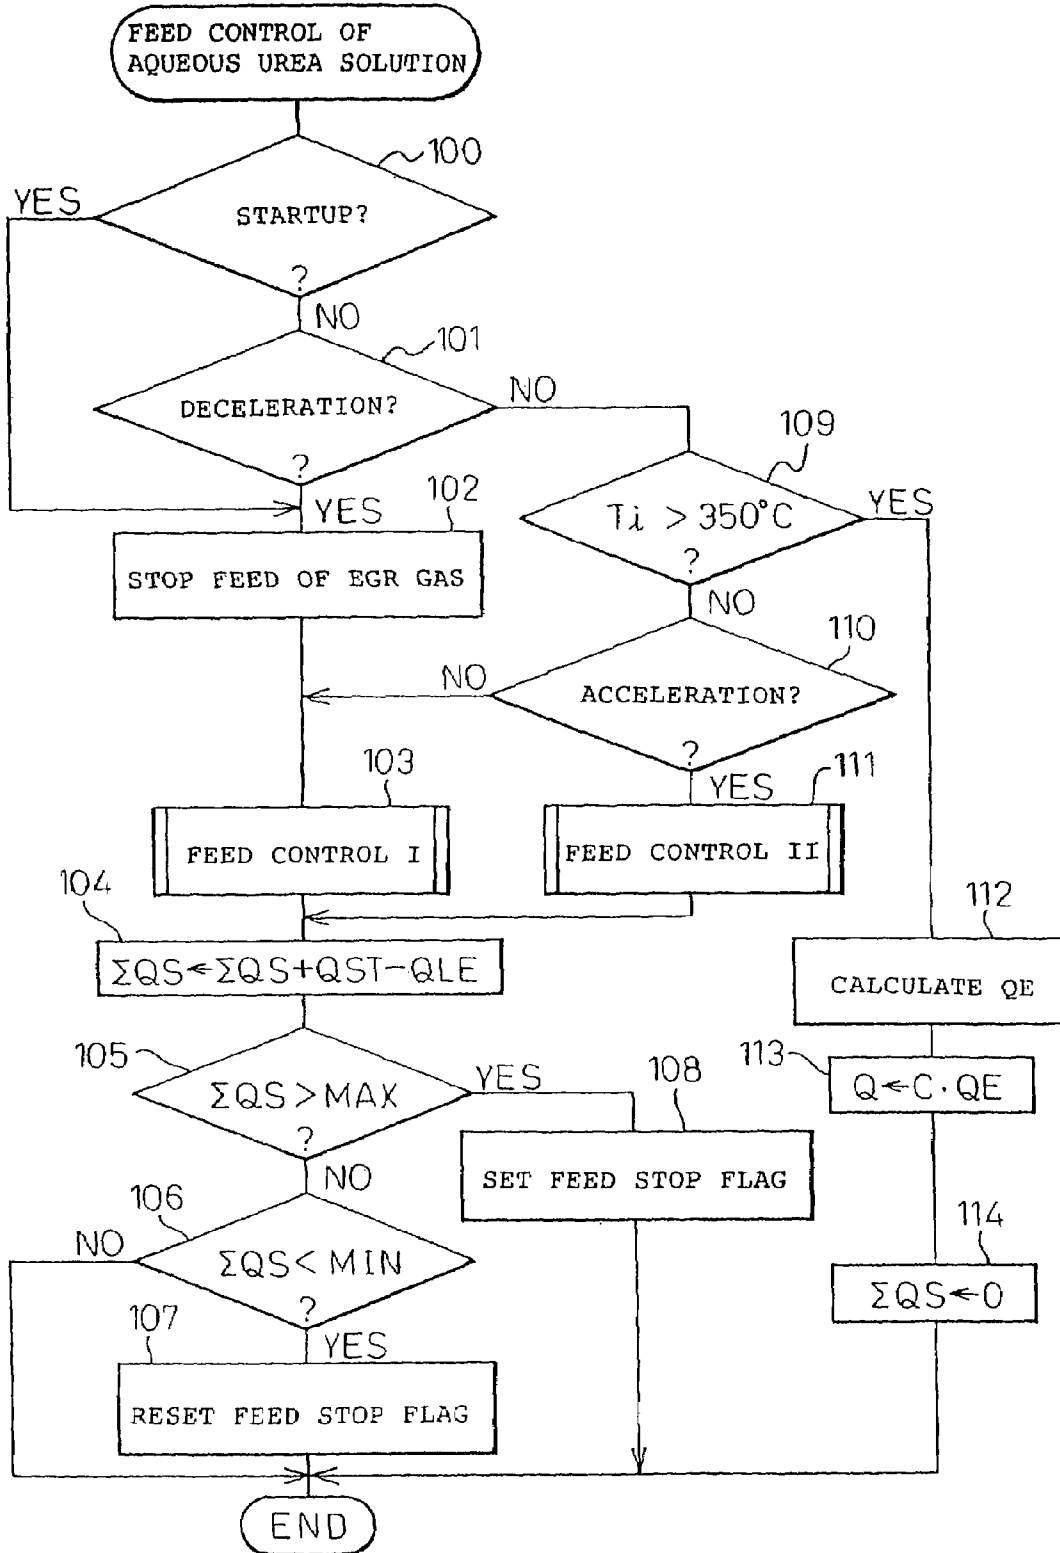 FEED CONTROL OF
AQUEOUS UREA SOLUTION
100
YES
STARTUP?
?
NO
101
DECELERATION?
NO
?
YES
109
Ti > 350°C
YES
?
NO
102
STOP FEED OF EGR GAS
110
NO
ACCELERATION?
?
YES
103
FEED CONTROL I
111
FEED CONTROL II
104
ΣQS←ΣQS+QST-QLE
112
CALCULATE QE
105
ΣQS>MAX
YES
?
NO
108
SET FEED STOP FLAG
113
Q←C·QE
106
NO
ΣQS<MIN
?
YES
114
ΣQS←0
107
RESET FEED STOP FLAG
END